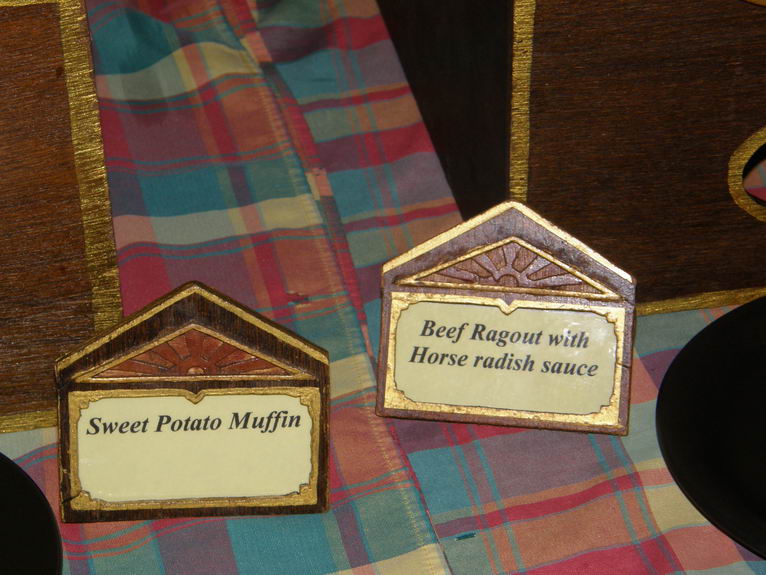 Sweet Potato Muffin
Beef Ragout with
Horse radish sauce